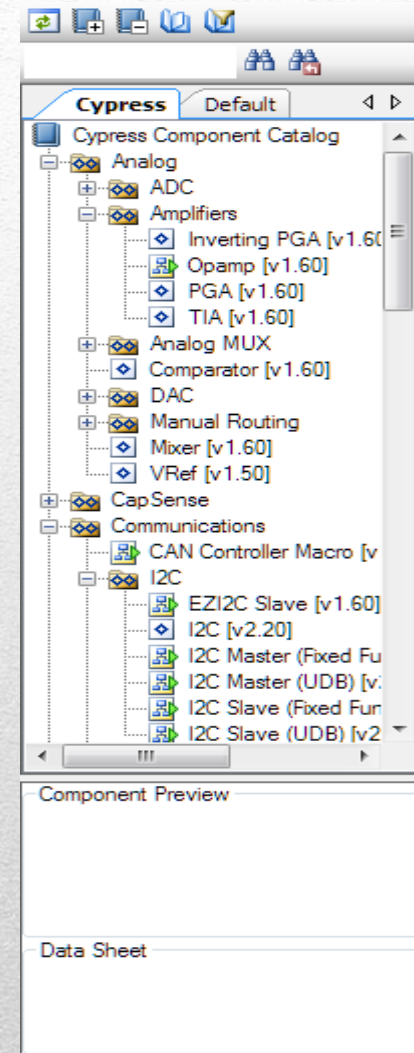 Cypress Default
Cypress Component Catalog
Analog
ADC
Amplifiers
Inverting PGA [v1.60
Opamp [v1.60]
PGA [v1.60]
TIA [v1.60]
Analog MUX
Comparator [v1.60]
DAC
Manual Routing
Mixer [v1.60]
VRef [v1.50]
CapSense
Communications
CAN Controller Macro [v
I2C
EZI2C Slave [v1.60]
I2C [v2.20]
I2C Master (Fixed Fu
I2C Master (UDB) [v
I2C Slave (Fixed Fun
I2C Slave (UDB) [v2
Component Preview
Data Sheet